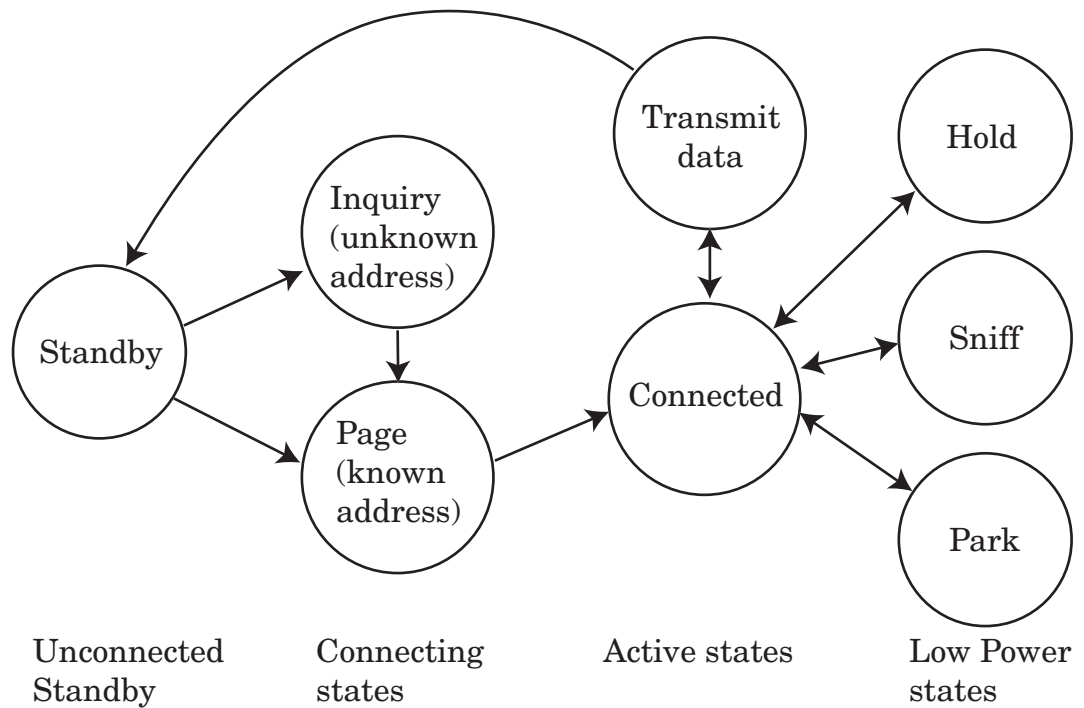 Transmit
data
Hold
Inquiry
(unknown
address)
Standby
Sniff
Connected
Page
(known
address)
Park
Unconnected
Standby
Connecting
states
Active states
Low Power
states